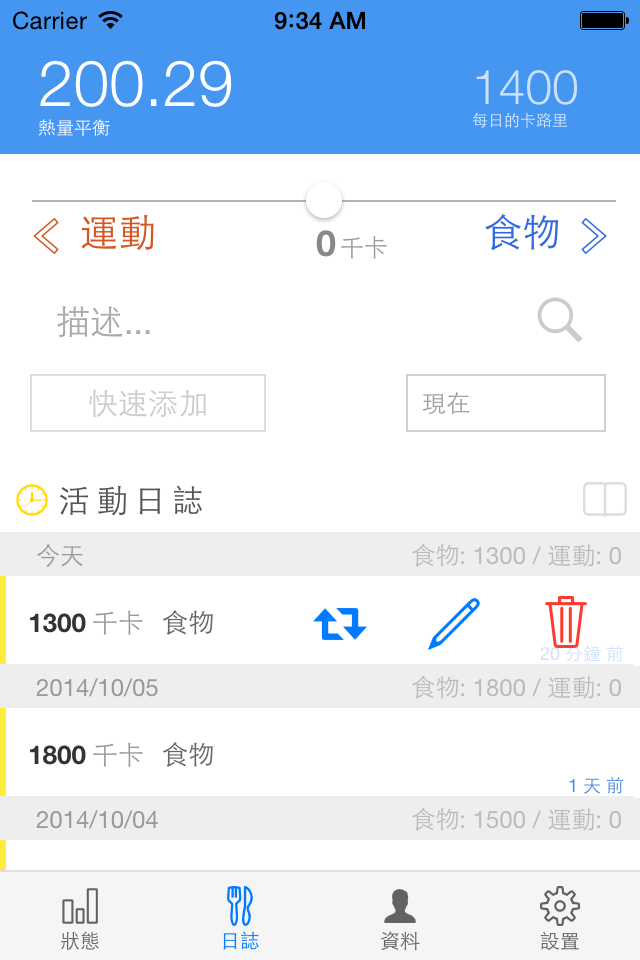 Carrier 9:34 AM
200.29 1400
熱量平衡 每日的卡路里
運動 0千卡 食物
描述...
快速添加 現在
活動日誌
今天 食物: 1300 / 運動: 0
1300 千卡 食物
20 分鐘 前
2014/10/05 食物: 1800 / 運動: 0
1800 千卡 食物
1 天 前
2014/10/04 食物: 1500 / 運動: 0
狀態 日誌 資料 設置